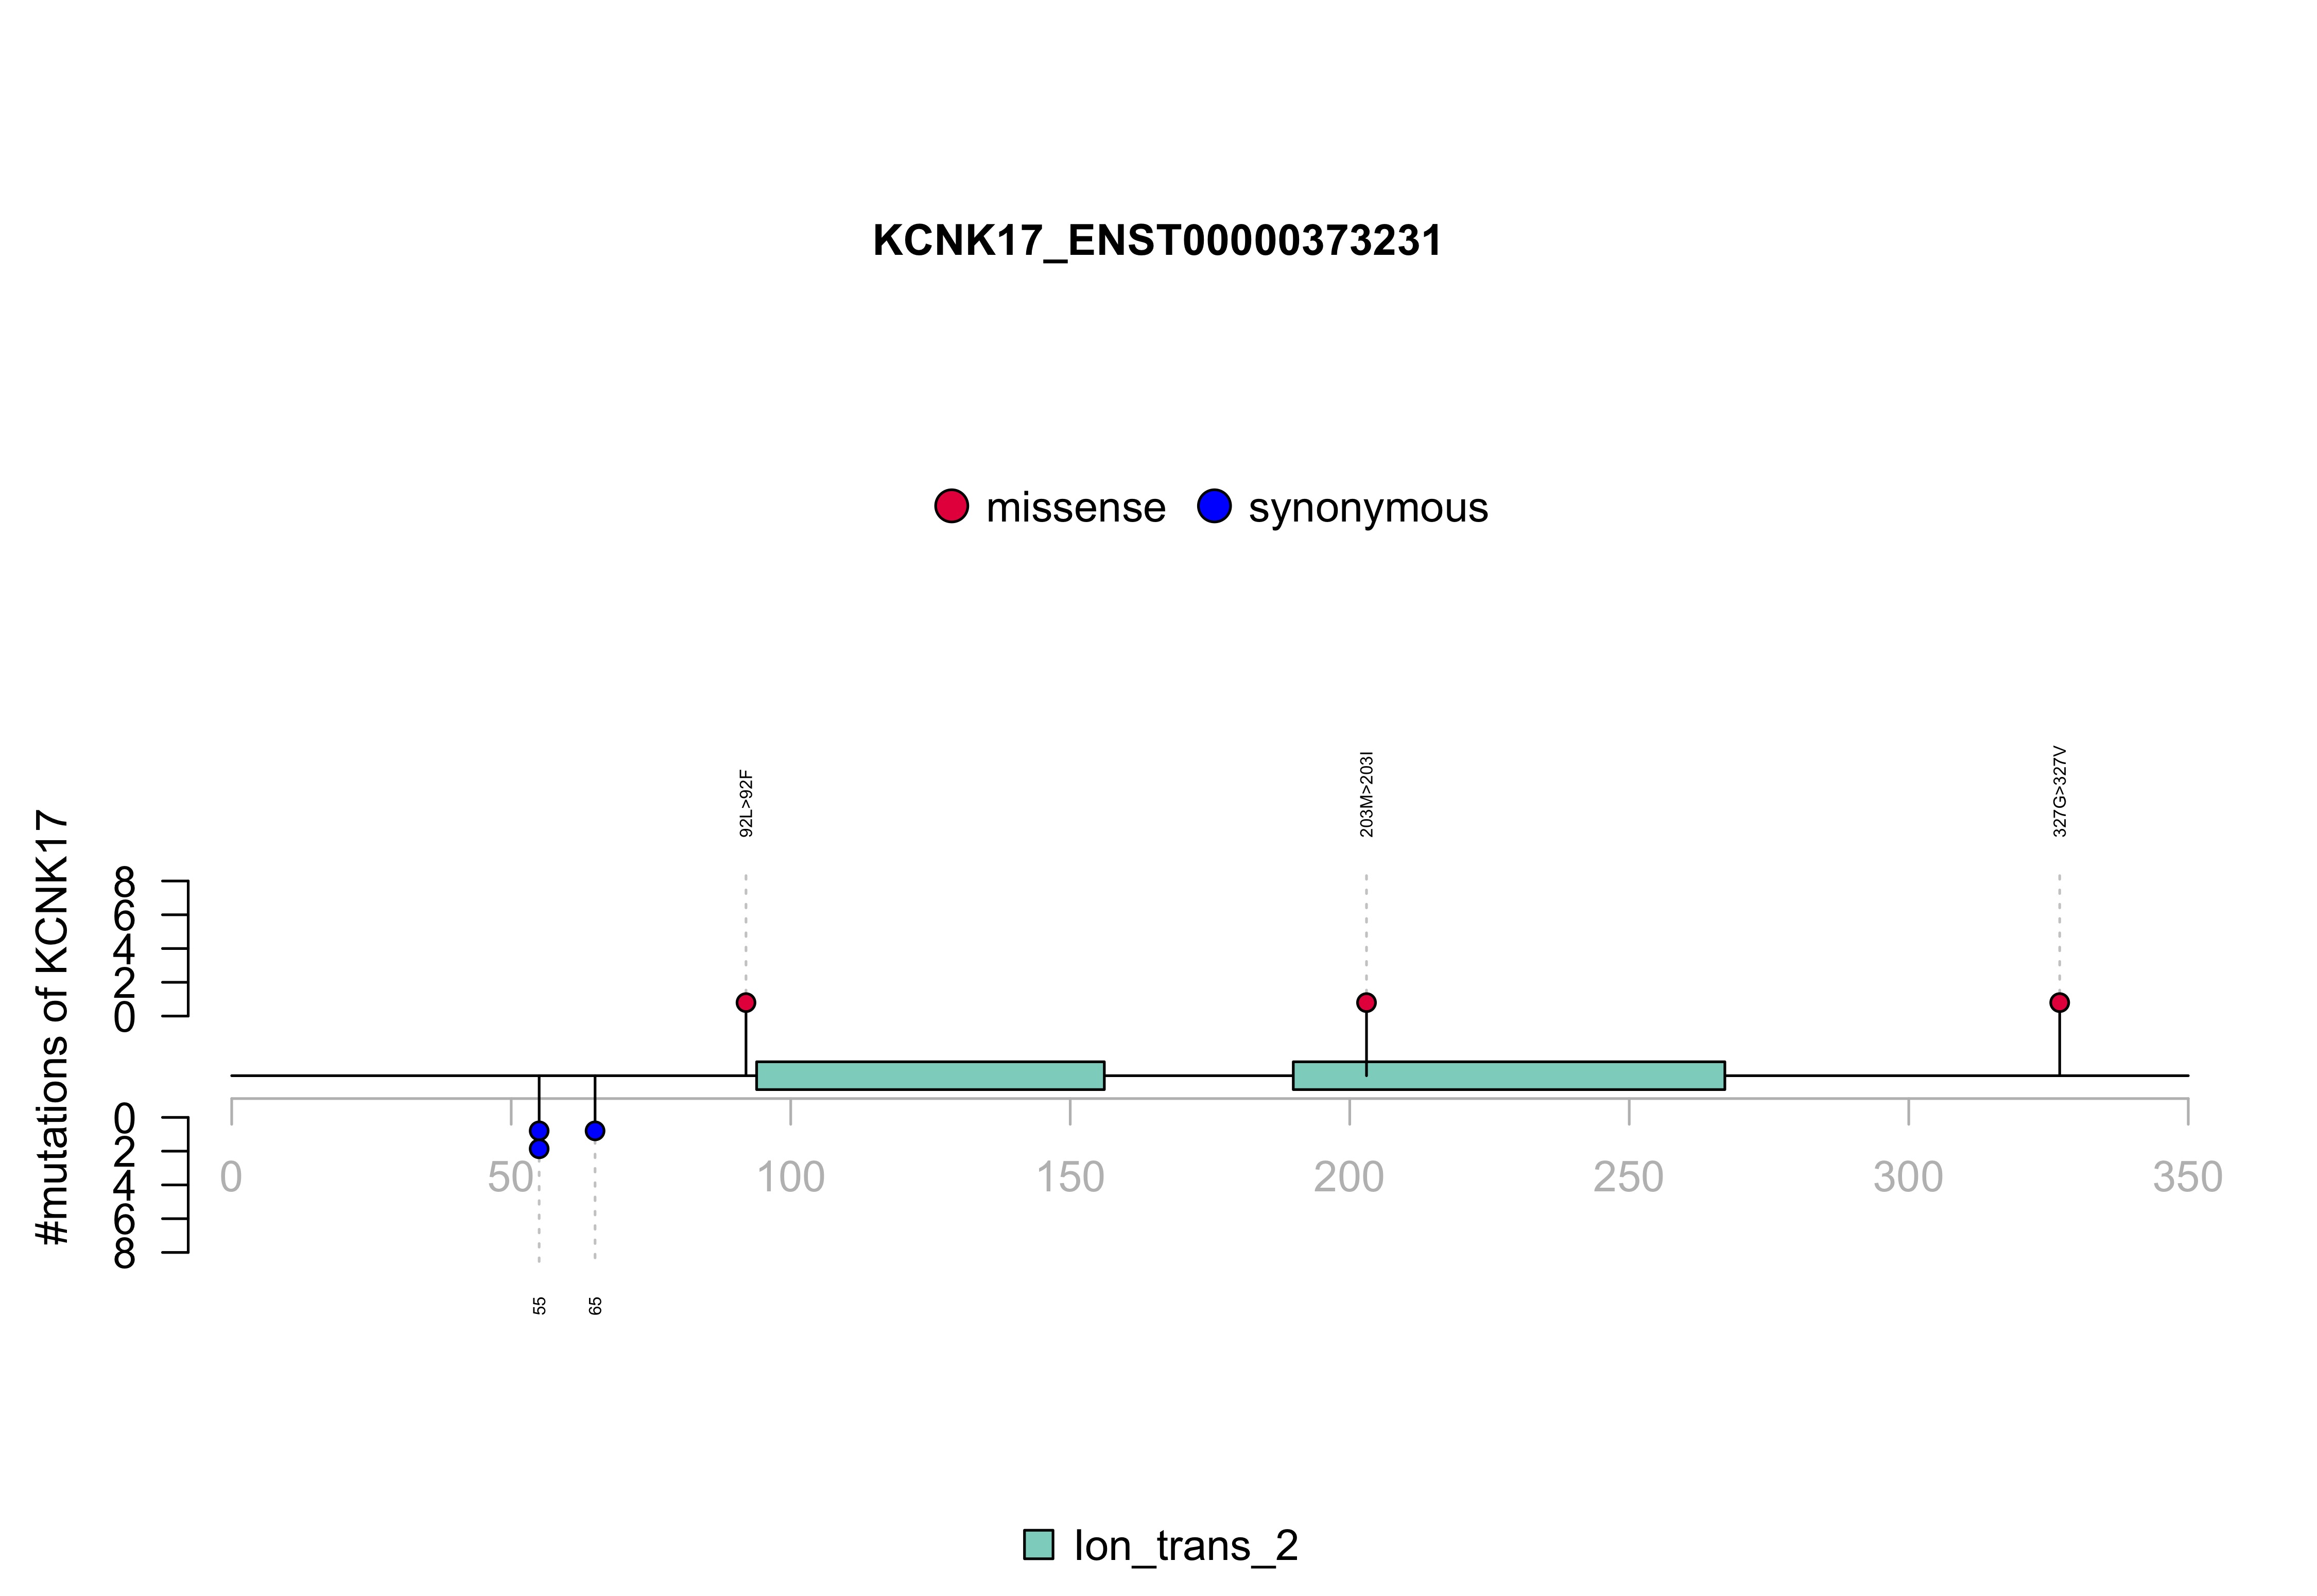 KCNK17_ENST00000373231
missense synonymous
92L>92F 203M>203I 327G>327V
#mutations of KCNK17
8
6
4
2
0
0
2
4
6
8
0 50 100 150 200 250 300 350
55 65
Ion_trans_2